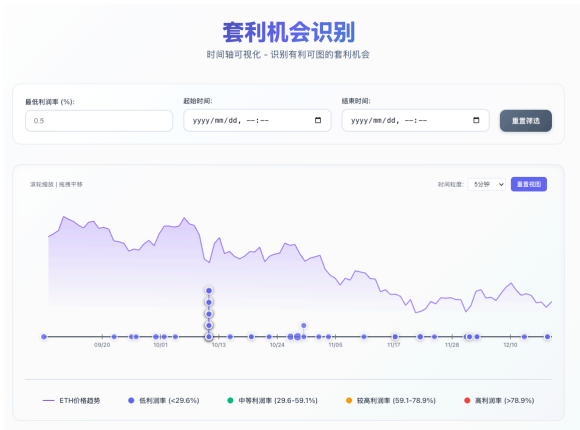 套利机会识别
时间轴可视化 - 识别有利可图的套利机会
最低利润率 (%):
起始时间:
结束时间:
0.5
yyyy/mm/dd, --:--
yyyy/mm/dd, --:--
重置筛选
滚轮缩放 | 拖拽平移
时间粒度:
5分钟
重置视图
09/20
10/01
10/13
10/24
11/05
11/17
11/28
12/10
ETH价格趋势
低利润率 (<29.6%)
中等利润率 (29.6-59.1%)
较高利润率 (59.1-78.9%)
高利润率 (>78.9%)